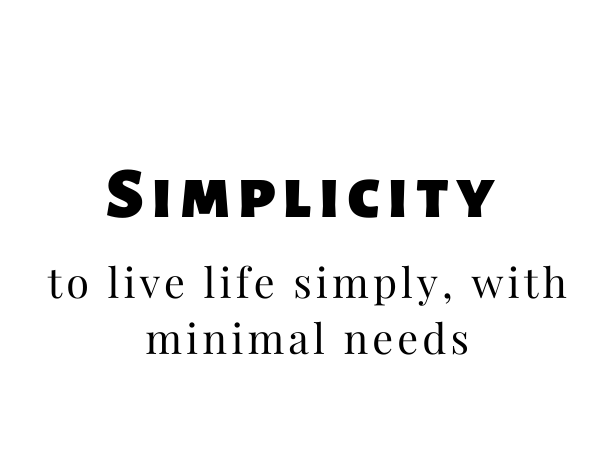 Simplicity
to live life simply, with
minimal needs